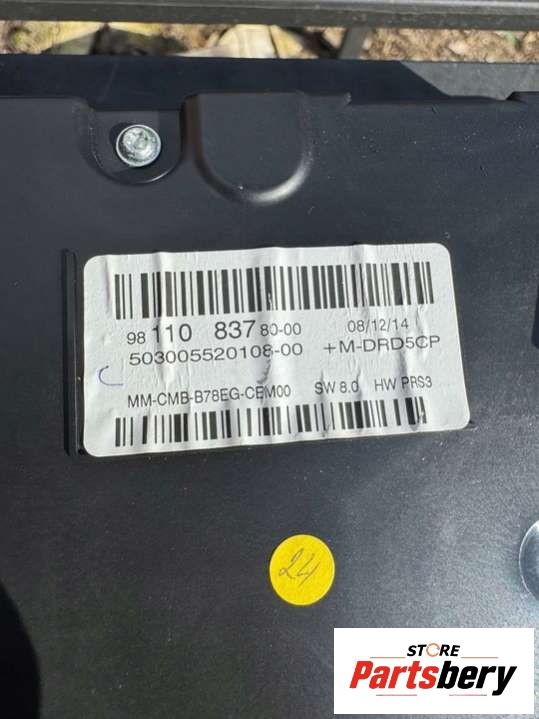 98 110 837 80-00 08/12/14
503005520108-00 +M-DRD5CP
MM-CMB-B78EG-CEM00 SW 8.0 HW PRS3
24
STORE
Partsbery